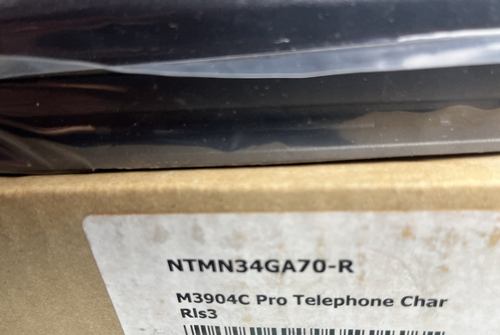 NTMN34GA70-R
M3904C Pro Telephone Char
Rls3